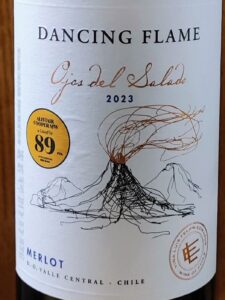 DANCING FLAME
Ojos del Salado
2023
89
MERLOT
D.O. VALLE CENTRAL - CHILE